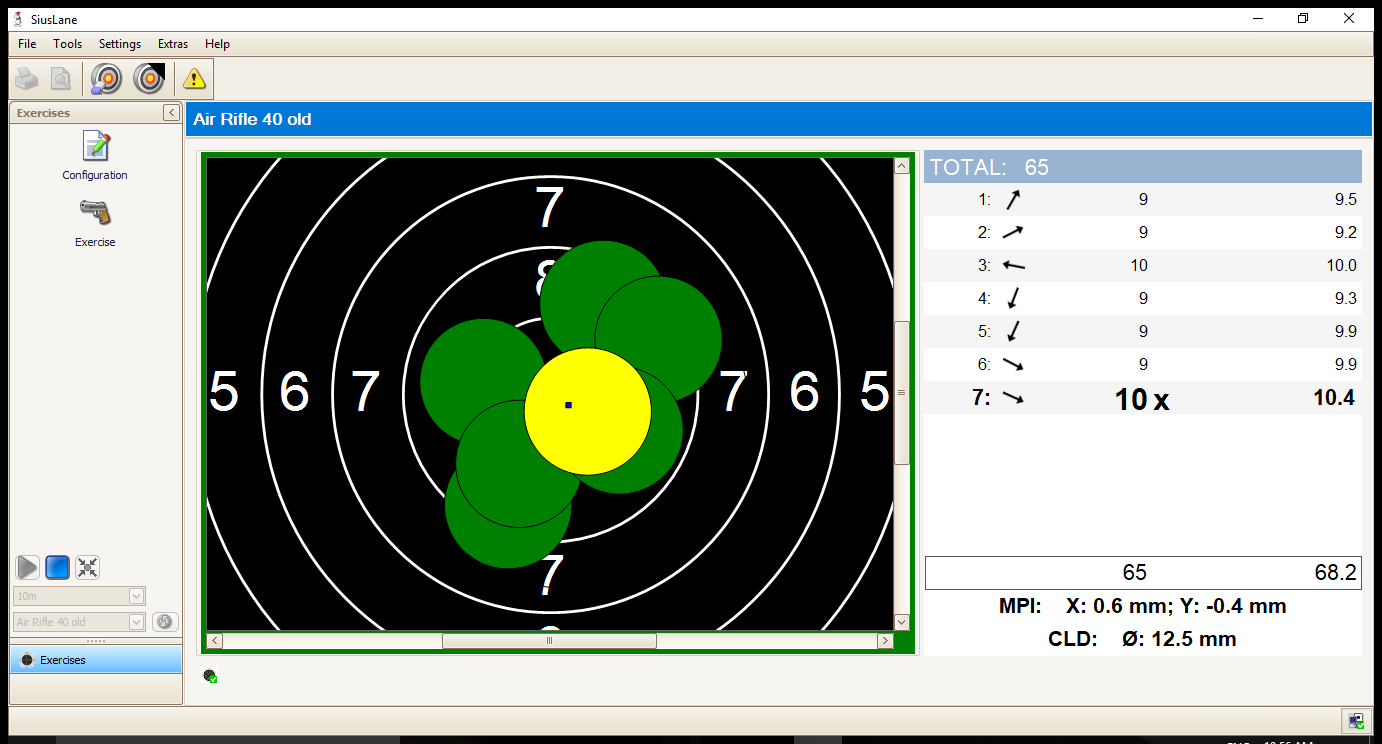 SiusLane
File Tools Settings Extras Help
Exercises
Configuration
Exercise
10m
Air Rifle 40 old
Exercises
Air Rifle 40 old
7
8
5 6 7 7 6 5
7
TOTAL: 65
1: 9 9.5
2: 9 9.2
3: 10 10.0
4: 9 9.3
5: 9 9.9
6: 9 9.9
7: 10 x 10.4
65 68.2
MPI: X: 0.6 mm; Y: -0.4 mm
CLD: Ø: 12.5 mm